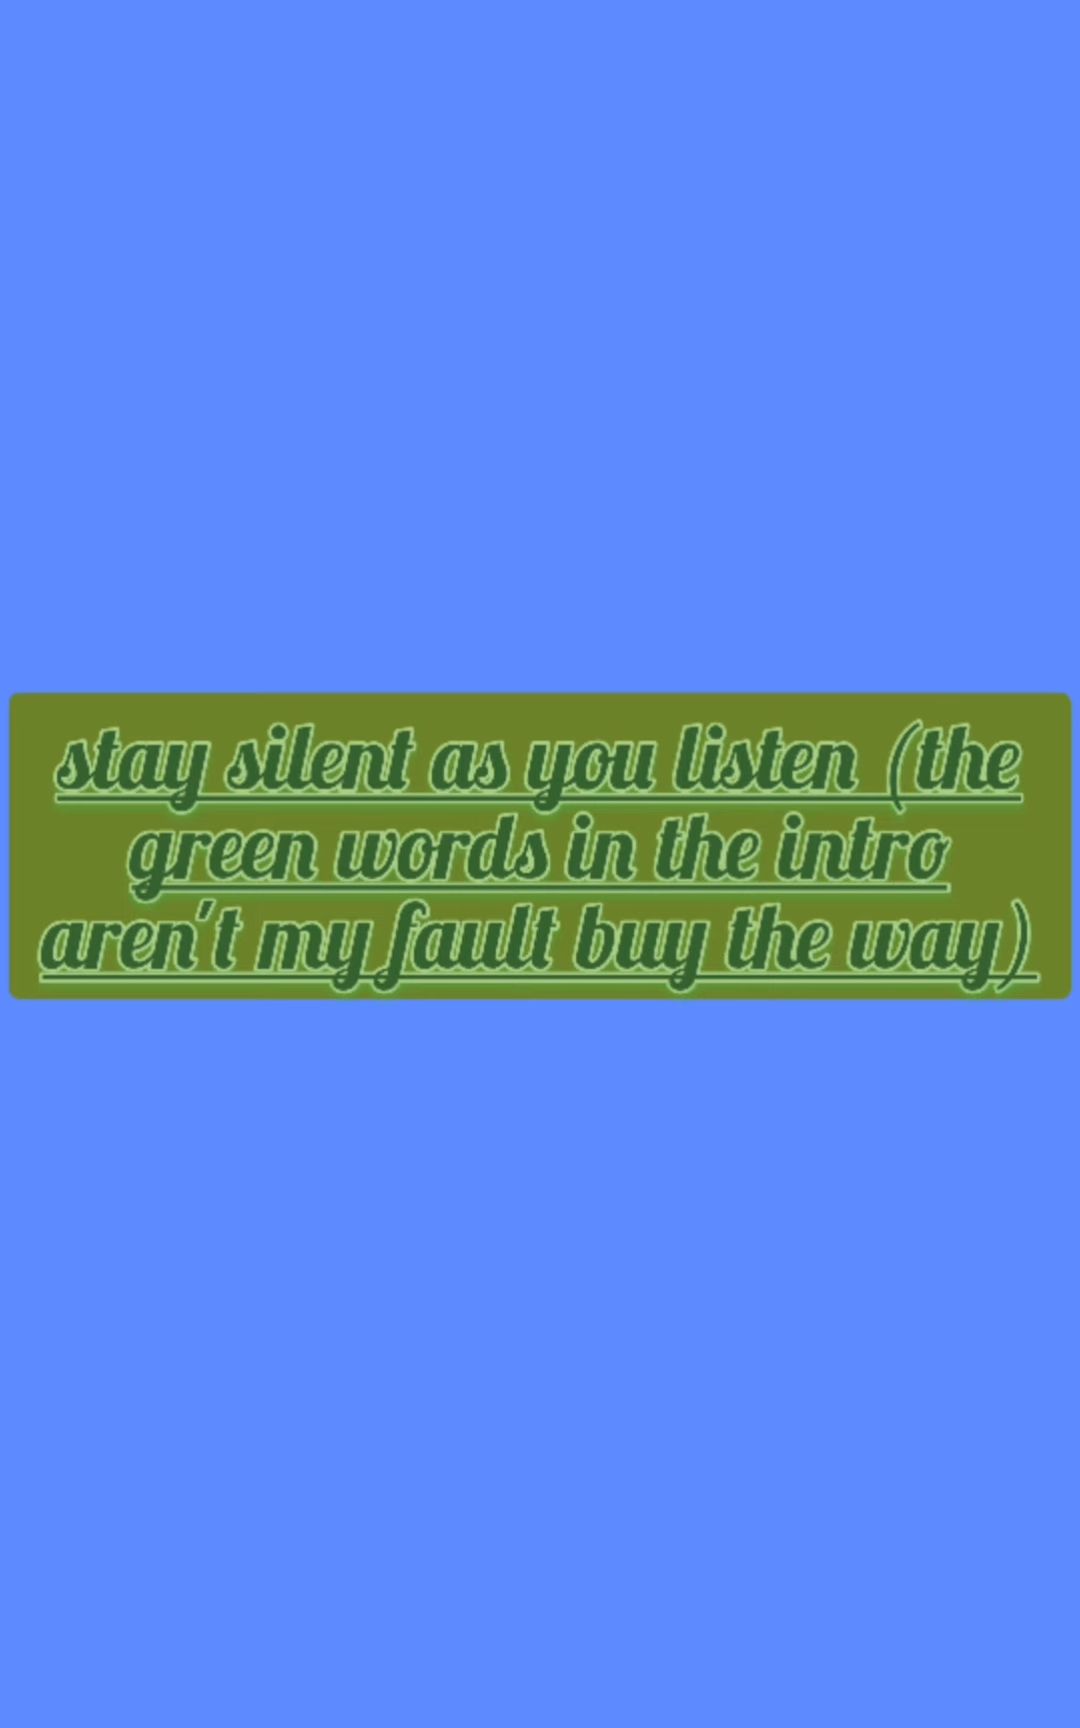 stay silent as you listen (the
green words in the intro
aren't my fault buy the way)